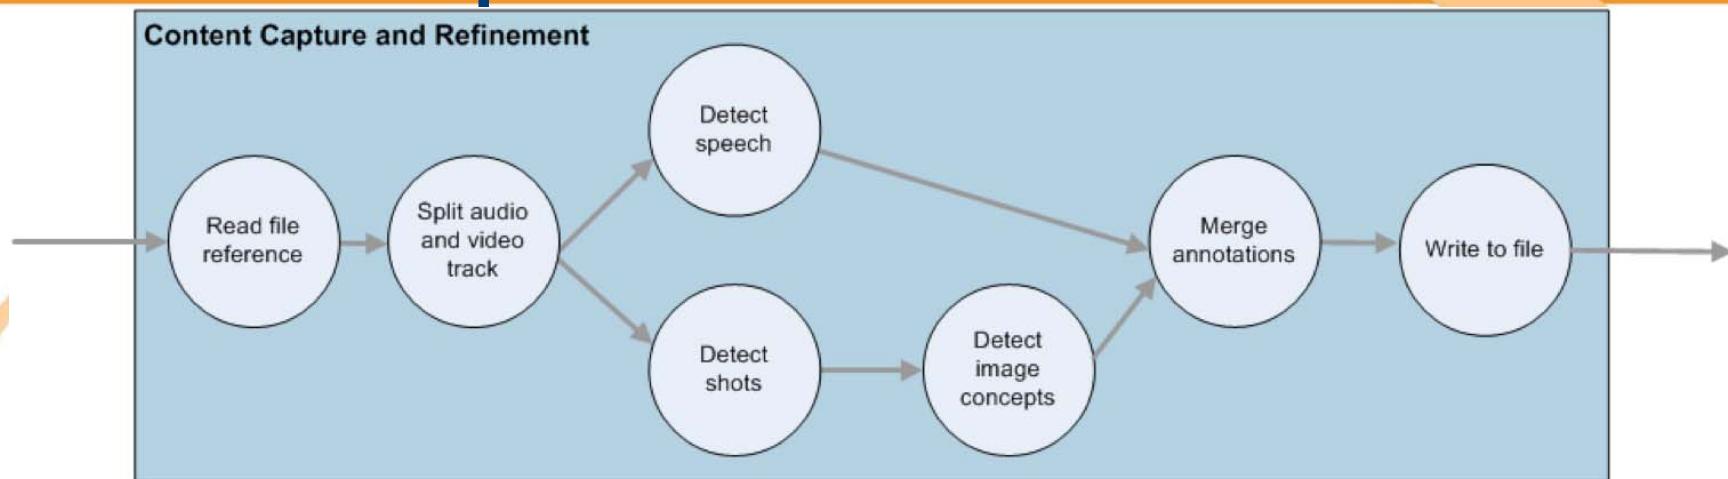 Content Capture and Refinement
Detect
speech
Read file
reference
Split audio
and video
track
Merge
annotations
Write to file
Detect
shots
Detect
image
concepts